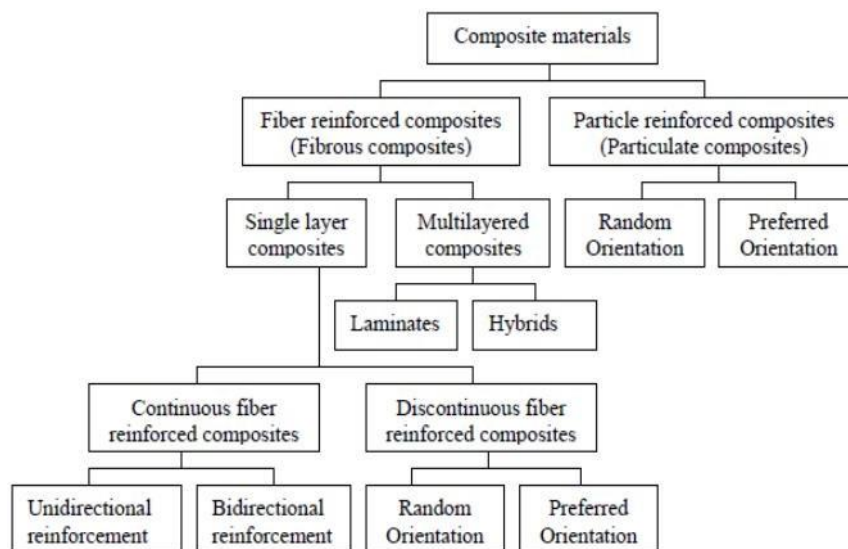 Composite materials
Fiber reinforced composites
(Fibrous composites)
Particle reinforced composites
(Particulate composites)
Single layer
composites
Multilayered
composites
Random
Orientation
Preferred
Orientation
Laminates
Hybrids
Continuous fiber
reinforced composites
Discontinuous fiber
reinforced composites
Unidirectional
reinforcement
Bidirectional
reinforcement
Random
Orientation
Preferred
Orientation